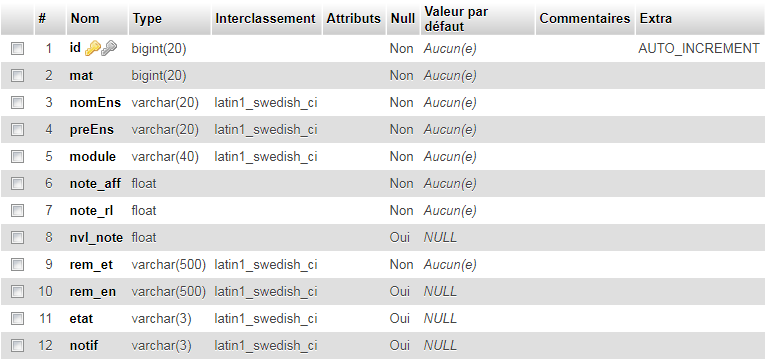 # Nom Type Interclassement Attributs Null Valeur par défaut Commentaires Extra
1 id bigint(20) Non Aucun(e) AUTO_INCREMENT
2 mat bigint(20) Non Aucun(e)
3 nomEns varchar(20) latin1_swedish_ci Non Aucun(e)
4 preEns varchar(20) latin1_swedish_ci Non Aucun(e)
5 module varchar(40) latin1_swedish_ci Non Aucun(e)
6 note_aff float Non Aucun(e)
7 note_rl float Non Aucun(e)
8 nvl_note float Oui NULL
9 rem_et varchar(500) latin1_swedish_ci Non Aucun(e)
10 rem_en varchar(500) latin1_swedish_ci Oui NULL
11 etat varchar(3) latin1_swedish_ci Oui NULL
12 notif varchar(3) latin1_swedish_ci Oui NULL